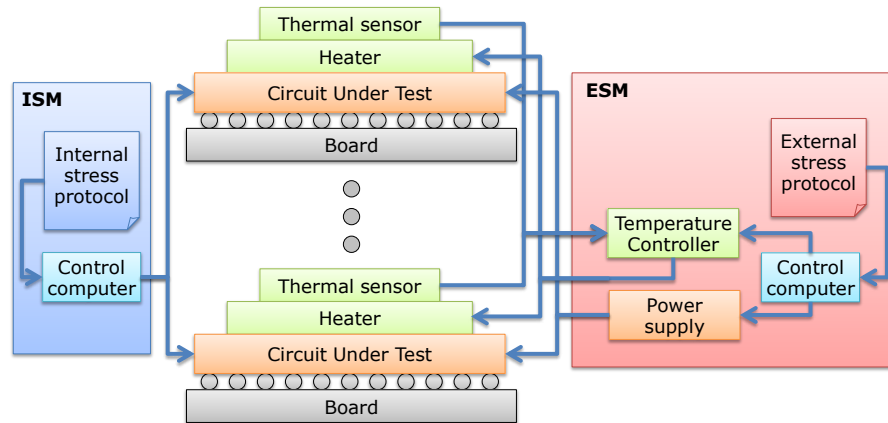 ISM
Internal
stress
protocol
Control
computer
Thermal sensor
Heater
Circuit Under Test
Board
Thermal sensor
Heater
Circuit Under Test
Board
ESM
External
stress
protocol
Temperature
Controller
Control
computer
Power
supply